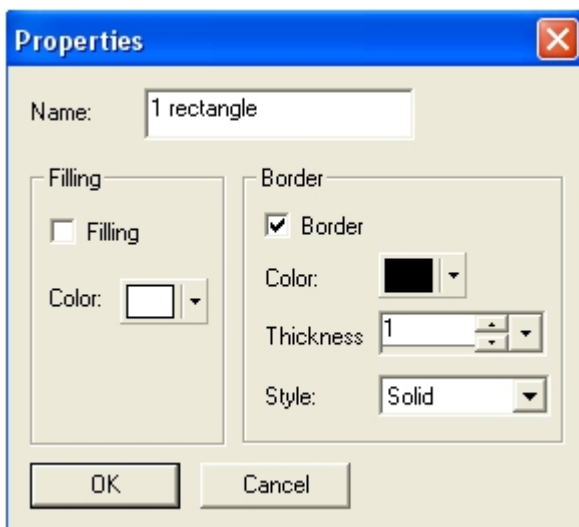 Properties
Name: 1 rectangle
Filling
Filling
Color:
Border
Border
Color:
Thickness 1
Style: Solid
OK Cancel